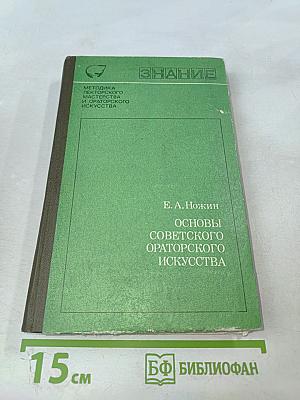 ЗНАНИЕ
МЕТОДИКА
ЛЕКТОРСКОГО
МАСТЕРСТВА
И ОРАТОРСКОГО
ИСКУССТВА
Е. А. Ножин
ОСНОВЫ
СОВЕТСКОГО
ОРАТОРСКОГО
ИСКУССТВА
15 см
БФ БИБЛИОФАН